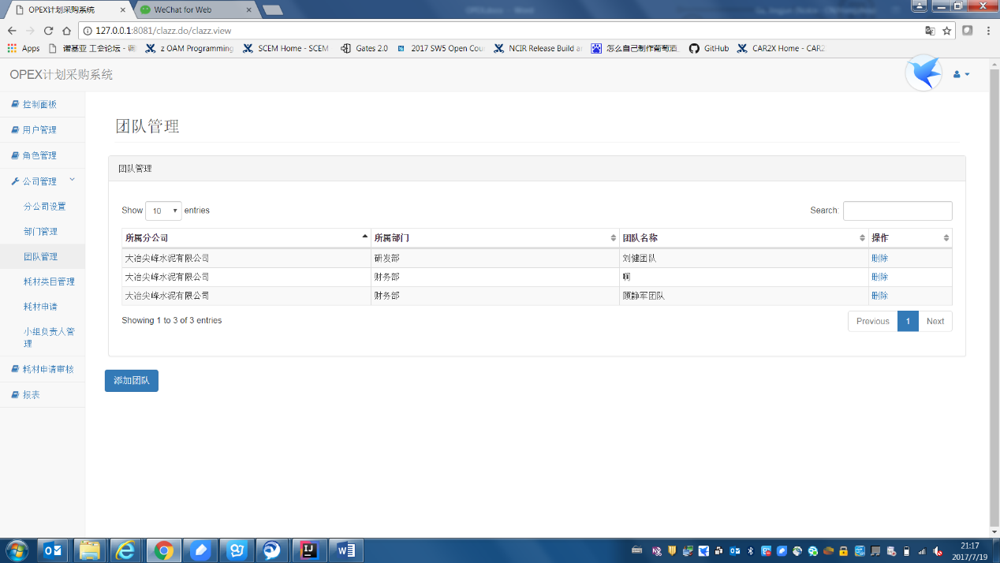 OPEX计划采购系统
WeChat for Web
127.0.0.1:8081/clazz.do/clazz.view
Apps
诺基亚 工会论坛 -
z OAM Programming
SCEM Home - SCEM
Gates 2.0
2017 SW5 Open Cou
NCIR Release Build a
怎么自己制作葡萄酒
GitHub
CAR2X Home - CAR2
OPEX计划采购系统
控制面板
用户管理
角色管理
公司管理
分公司设置
部门管理
团队管理
耗材类目管理
耗材申请
小组负责人管
理
耗材申请审核
报表
团队管理
团队管理
Show 10 entries
Search:
所属分公司 所属部门 团队名称 操作
大冶尖峰水泥有限公司 研发部 刘健团队 删除
大冶尖峰水泥有限公司 财务部 啊 删除
大冶尖峰水泥有限公司 财务部 顾静军团队 删除
Showing 1 to 3 of 3 entries
Previous 1 Next
添加团队
21:17
2017/7/19